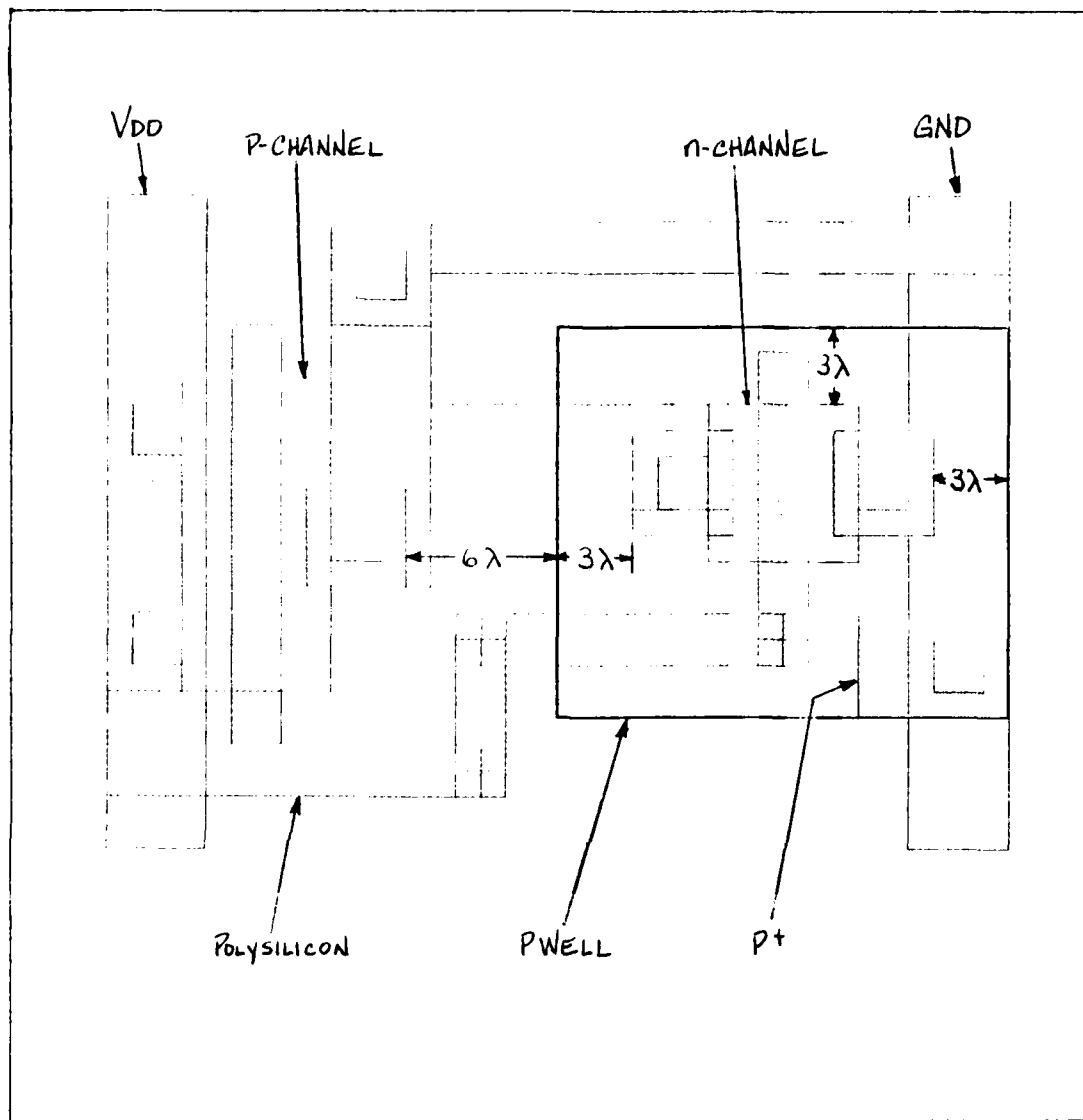 VDD
P-CHANNEL
n-CHANNEL
GND
3λ
3λ
6λ
3λ
POLYSILICON
PWELL
P+